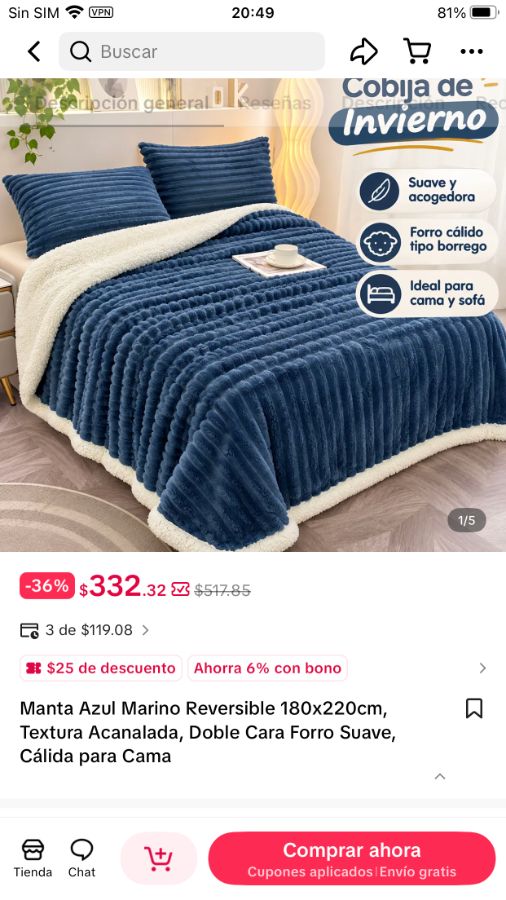 Sin SIM VPN 20:49 81%
Buscar
Descripción general Reseñas Descripción Rec
Cobija de
Invierno
Suave y
acogedora
Forro cálido
tipo borrego
Ideal para
cama y sofá
1/5
-36% $332.32 $517.85
3 de $119.08
$25 de descuento Ahorra 6% con bono
Manta Azul Marino Reversible 180x220cm,
Textura Acanalada, Doble Cara Forro Suave,
Cálida para Cama
Tienda Chat
Comprar ahora
Cupones aplicados | Envío gratis